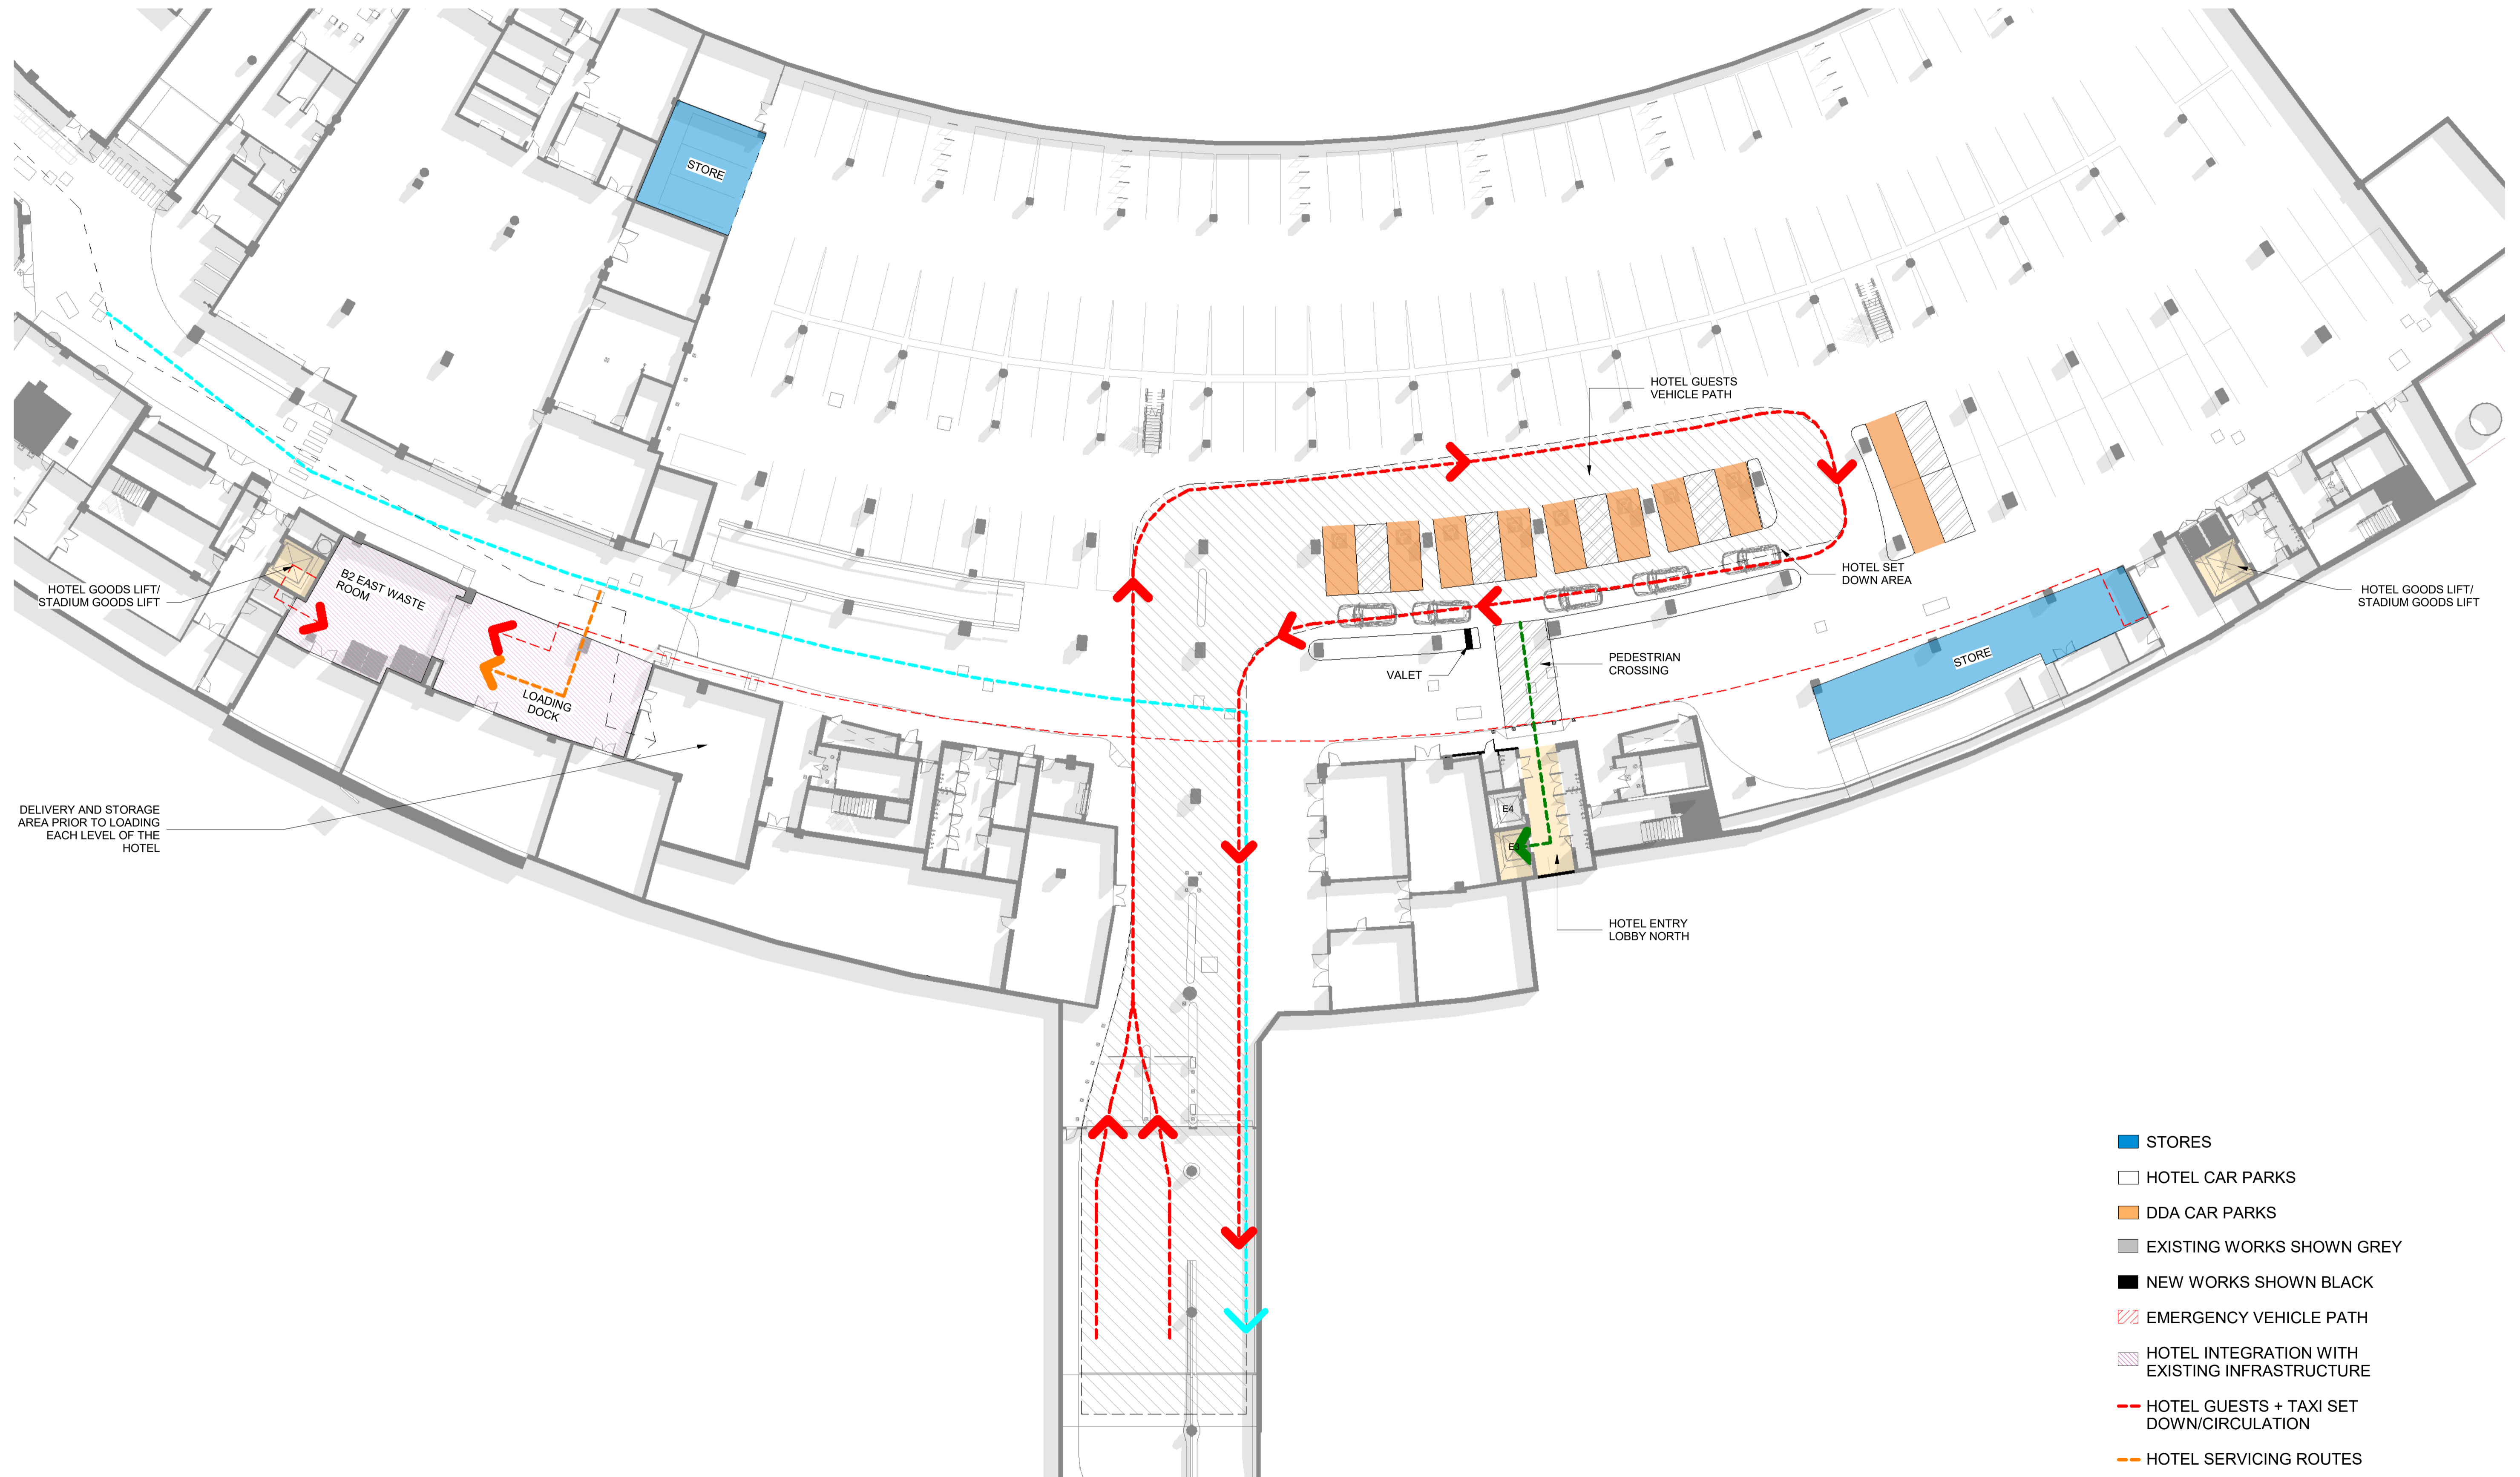 STORE
HOTEL GUESTS
VEHICLE PATH
HOTEL SET
DOWN AREA
HOTEL GOODS LIFT/
STADIUM GOODS LIFT
B2 EAST WASTE
ROOM
HOTEL GOODS LIFT/
STADIUM GOODS LIFT
STORE
PEDESTRIAN
CROSSING
VALET
LOADING
DOCK
DELIVERY AND STORAGE
AREA PRIOR TO LOADING
EACH LEVEL OF THE
HOTEL
E4
E3
HOTEL ENTRY
LOBBY NORTH
STORES
HOTEL CAR PARKS
DDA CAR PARKS
EXISTING WORKS SHOWN GREY
NEW WORKS SHOWN BLACK
EMERGENCY VEHICLE PATH
HOTEL INTEGRATION WITH
EXISTING INFRASTRUCTURE
HOTEL GUESTS + TAXI SET
DOWN/CIRCULATION
HOTEL SERVICING ROUTES